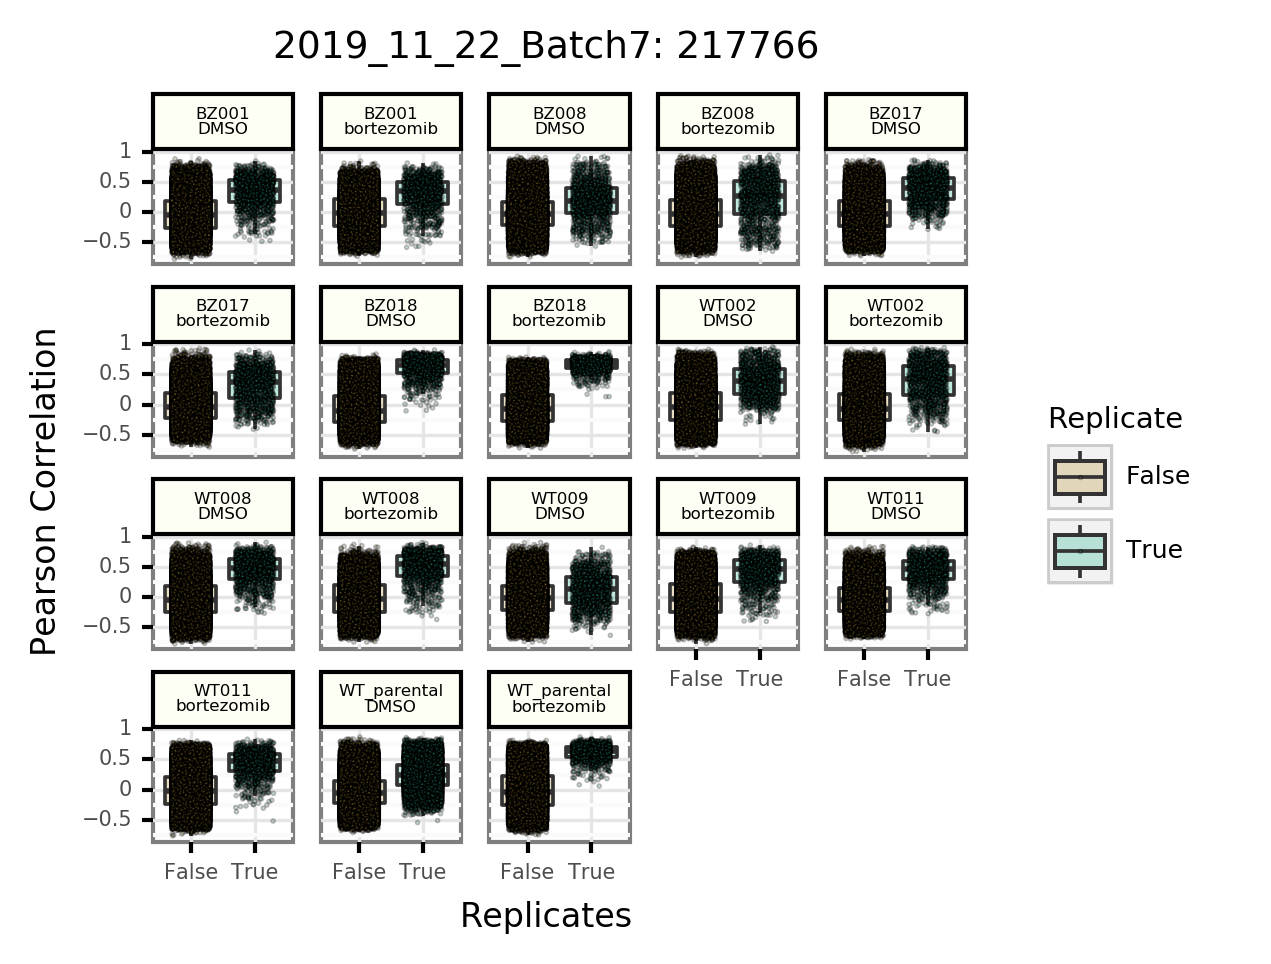 2019_11_22_Batch7: 217766
BZ001
DMSO
BZ001
bortezomib
BZ008
DMSO
BZ008
bortezomib
BZ017
DMSO
1
0.5
0
−0.5
BZ017
bortezomib
BZ018
DMSO
BZ018
bortezomib
WT002
DMSO
WT002
bortezomib
1
0.5
0
−0.5
WT008
DMSO
WT008
bortezomib
WT009
DMSO
WT009
bortezomib
WT011
DMSO
1
0.5
0
−0.5
False True
False True
WT011
bortezomib
WT_parental
DMSO
WT_parental
bortezomib
1
0.5
0
−0.5
False True
False True
False True
Replicates
Pearson Correlation
Replicate
False
True